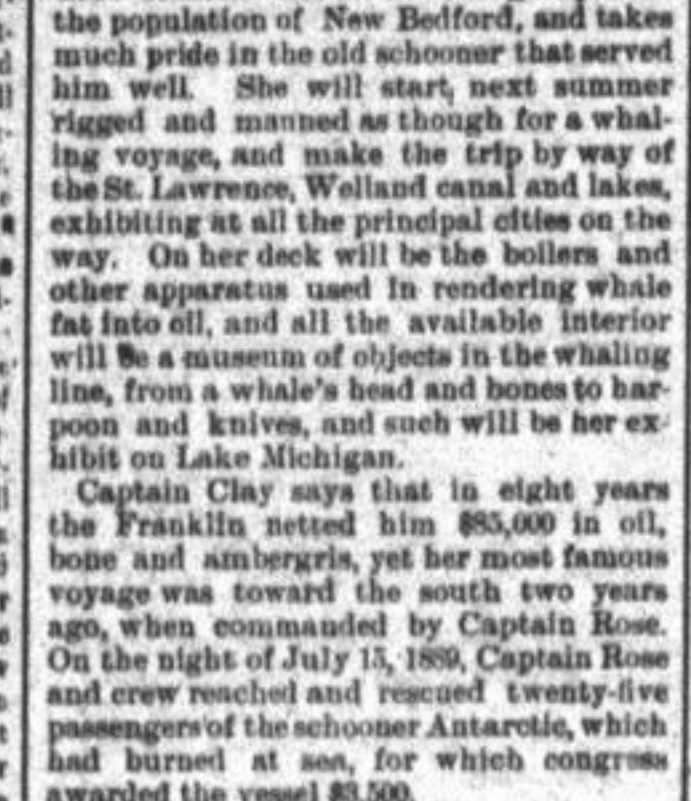 the population of New Bedford, and takes
much pride in the old schooner that served
him well. She will start, next summer
rigged and manned as though for a whal-
ing voyage, and make the trip by way of
the St. Lawrence, Welland canal and lakes,
exhibiting at all the principal cities on the
way. On her deck will be the boilers and
other apparatus used in rendering whale
fat into oil, and all the available interior
will be a museum of objects in the whaling
line, from a whale's head and bones to har-
poon and knives, and such will be her ex-
hibit on Lake Michigan.
Captain Clay says that in eight years
the Franklin netted him $85,000 in oil,
bone and ambergris, yet her most famous
voyage was toward the south two years
ago, when commanded by Captain Rose.
On the night of July 15, 1889, Captain Rose
and crew reached and rescued twenty-five
passengers of the schooner Antarctic, which
had burned at sea, for which congress
awarded the vessel $3,500.